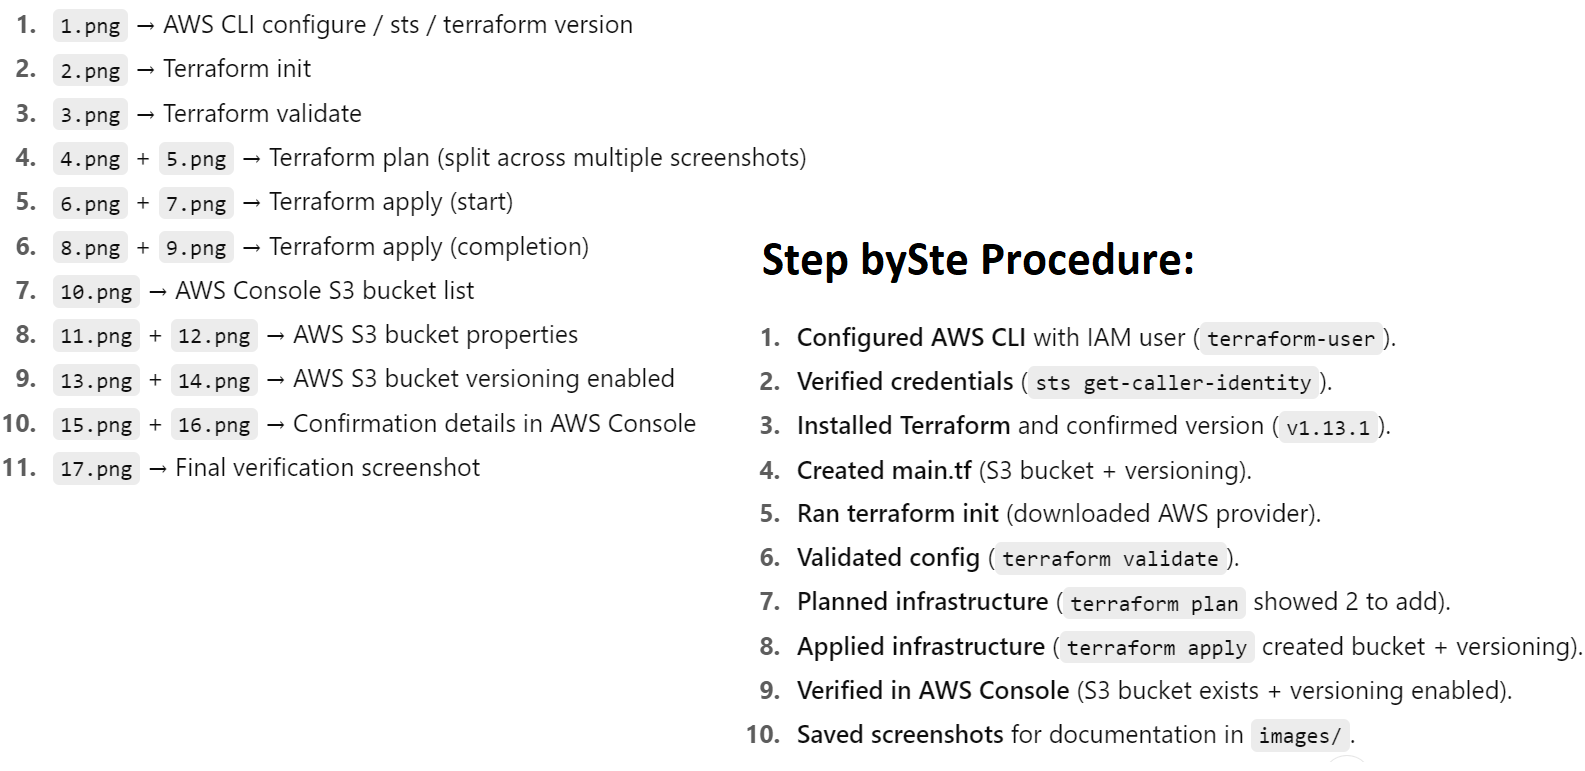 1. 1.png → AWS CLI configure / sts / terraform version
2. 2.png → Terraform init
3. 3.png → Terraform validate
4. 4.png + 5.png → Terraform plan (split across multiple screenshots)
5. 6.png + 7.png → Terraform apply (start)
6. 8.png + 9.png → Terraform apply (completion)
7. 10.png → AWS Console S3 bucket list
8. 11.png + 12.png → AWS S3 bucket properties
9. 13.png + 14.png → AWS S3 bucket versioning enabled
10. 15.png + 16.png → Confirmation details in AWS Console
11. 17.png → Final verification screenshot
Step bySte Procedure:
1. Configured AWS CLI with IAM user (terraform-user).
2. Verified credentials (sts get-caller-identity).
3. Installed Terraform and confirmed version (v1.13.1).
4. Created main.tf (S3 bucket + versioning).
5. Ran terraform init (downloaded AWS provider).
6. Validated config (terraform validate).
7. Planned infrastructure (terraform plan showed 2 to add).
8. Applied infrastructure (terraform apply created bucket + versioning).
9. Verified in AWS Console (S3 bucket exists + versioning enabled).
10. Saved screenshots for documentation in images/.